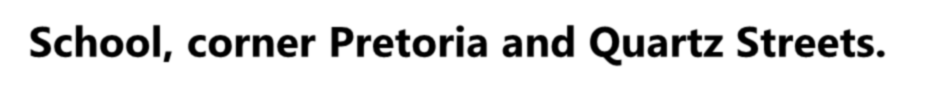 School, corner Pretoria and Quartz Streets.